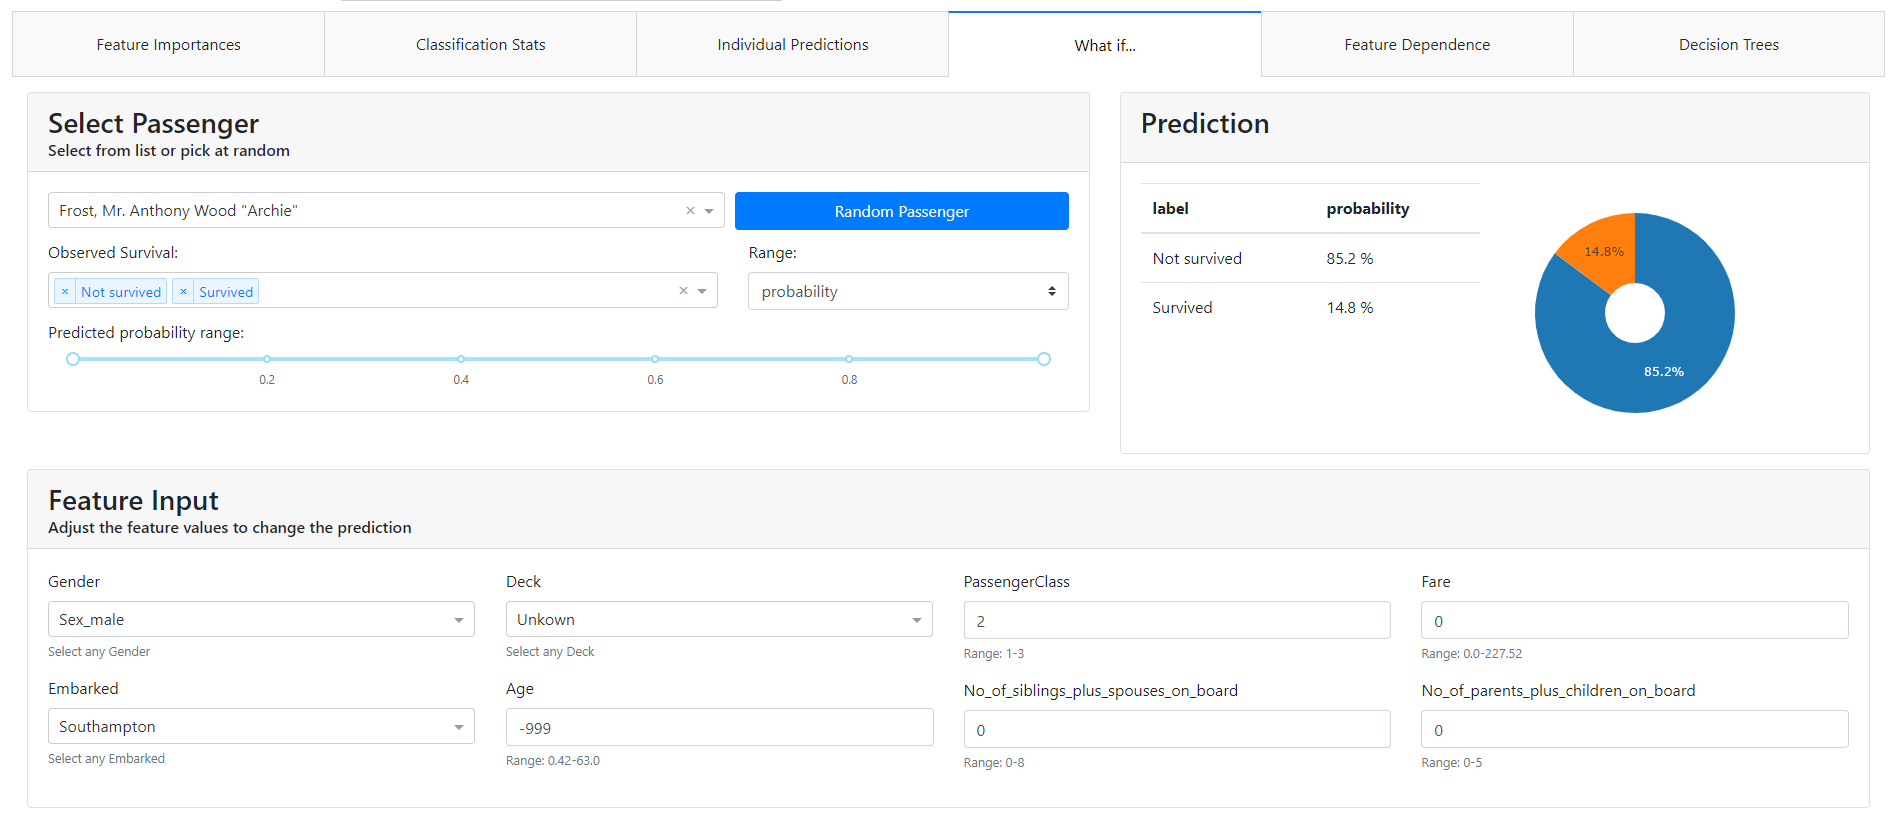 Feature Importances
Classification Stats
Individual Predictions
What if...
Feature Dependence
Decision Trees
Select Passenger
Select from list or pick at random
Frost, Mr. Anthony Wood "Archie"
× 
Random Passenger
Observed Survival:
× Not survived × Survived
×
Range:
probability
Predicted probability range:
0.2 0.4 0.6 0.8
Prediction
label probability
Not survived 85.2 %
Survived 14.8 %
14.8%
85.2%
Feature Input
Adjust the feature values to change the prediction
Gender
Sex_male
Select any Gender
Deck
Unkown
Select any Deck
PassengerClass
2
Range: 1-3
Fare
0
Range: 0.0-227.52
Embarked
Southampton
Select any Embarked
Age
-999
Range: 0.42-63.0
No_of_siblings_plus_spouses_on_board
0
Range: 0-8
No_of_parents_plus_children_on_board
0
Range: 0-5